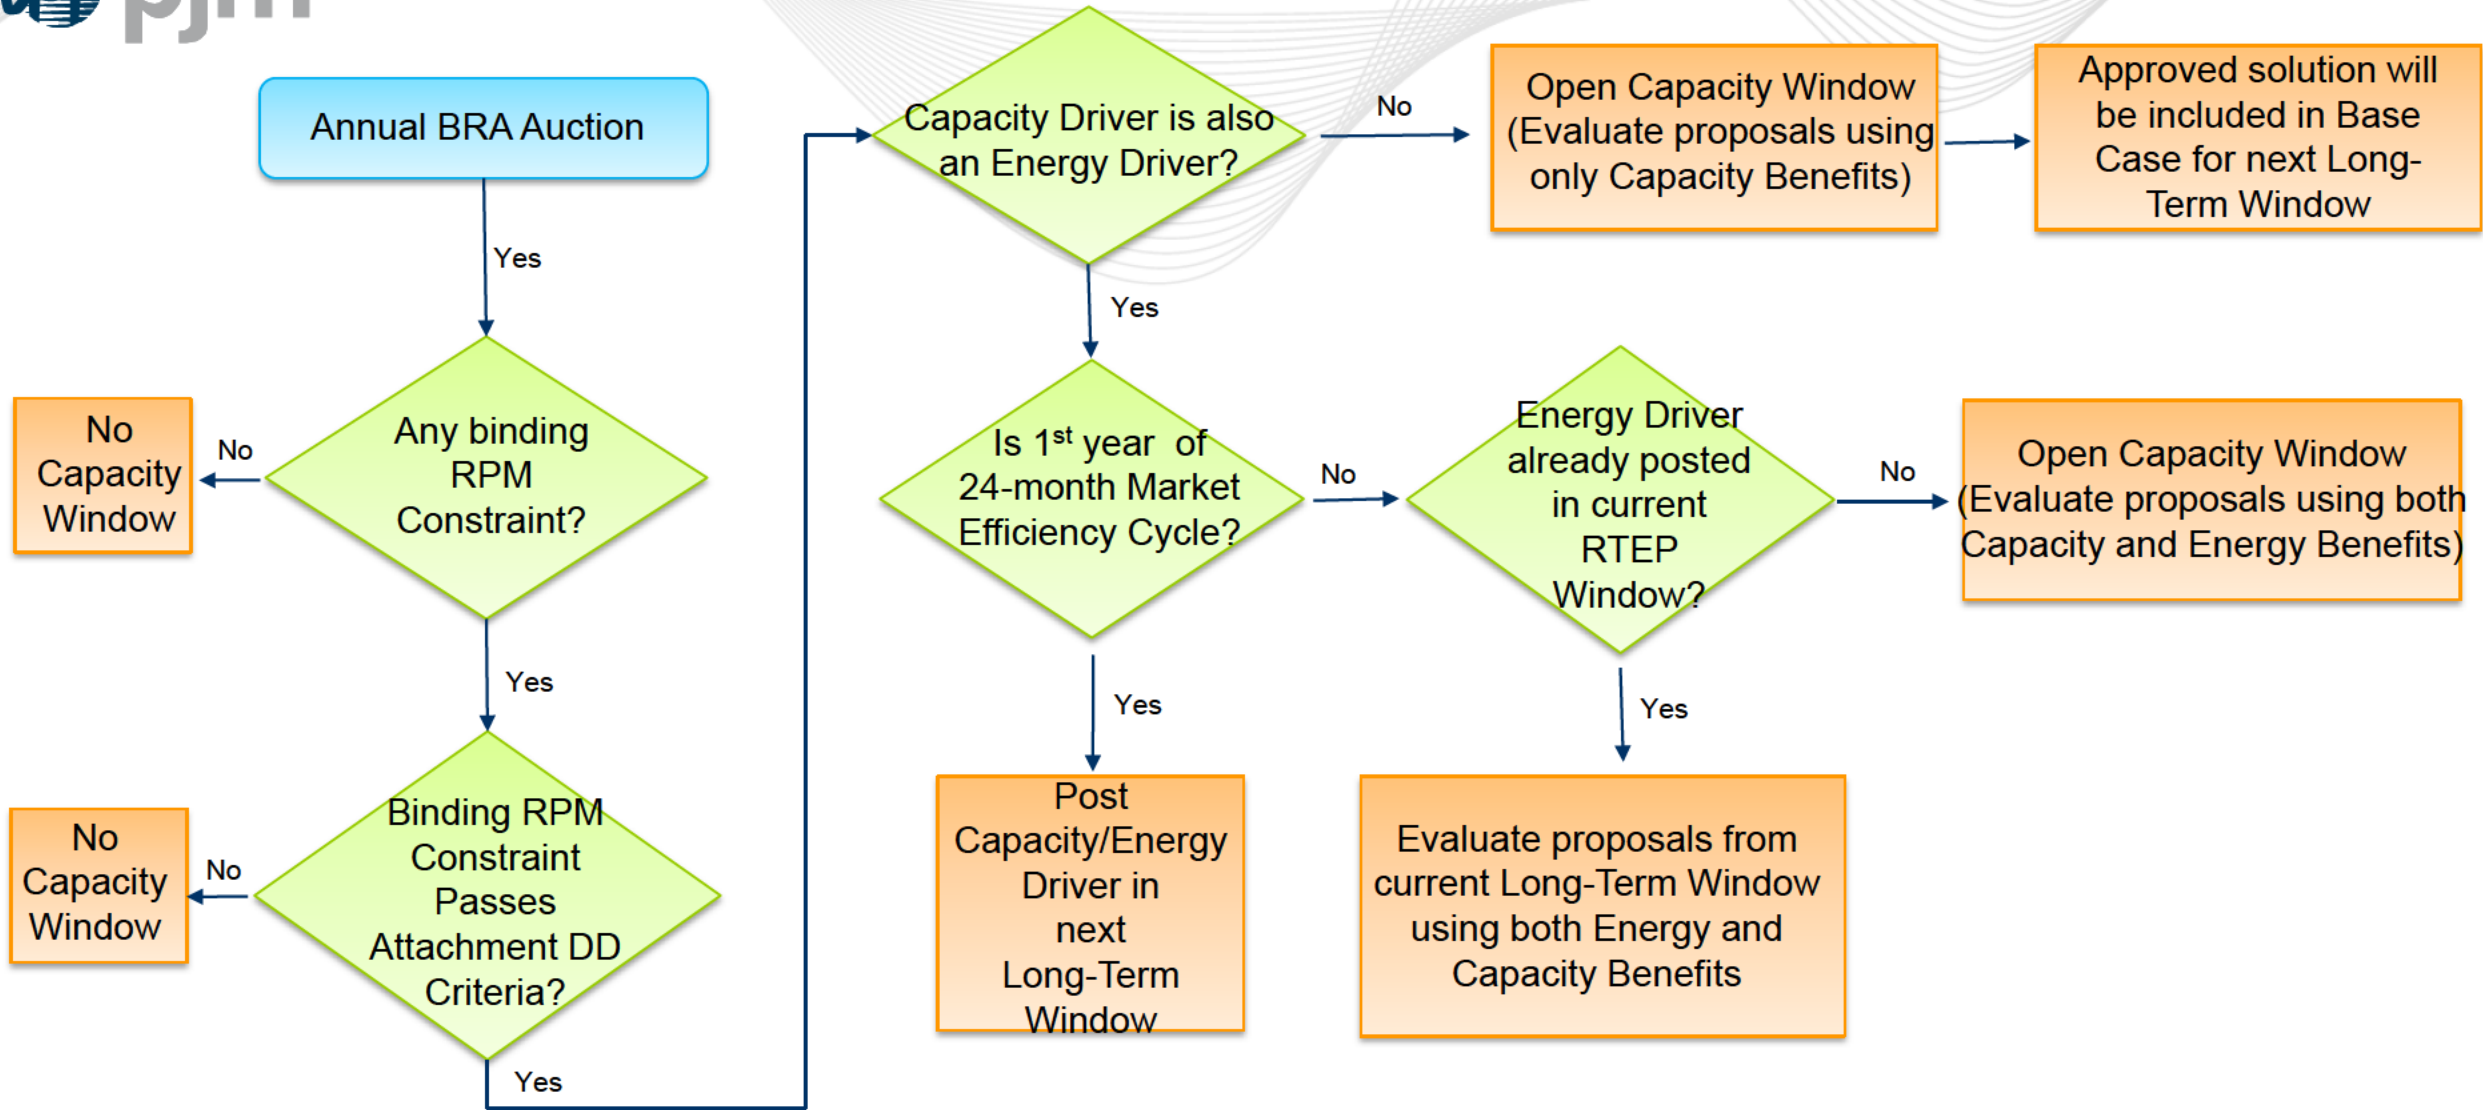 pjm
Annual BRA Auction
Yes
Any binding
RPM
Constraint?
No
No
Capacity
Window
Yes
Binding RPM
Constraint
Passes
Attachment DD
Criteria?
No
No
Capacity
Window
Yes
Capacity Driver is also
an Energy Driver?
No
Open Capacity Window
(Evaluate proposals using
only Capacity Benefits)
Approved solution will
be included in Base
Case for next Long-
Term Window
Yes
Is 1st year of
24-month Market
Efficiency Cycle?
No
Energy Driver
already posted
in current
RTEP
Window?
No
Open Capacity Window
(Evaluate proposals using both
Capacity and Energy Benefits)
Yes
Post
Capacity/Energy
Driver in
next
Long-Term
Window
Yes
Evaluate proposals from
current Long-Term Window
using both Energy and
Capacity Benefits